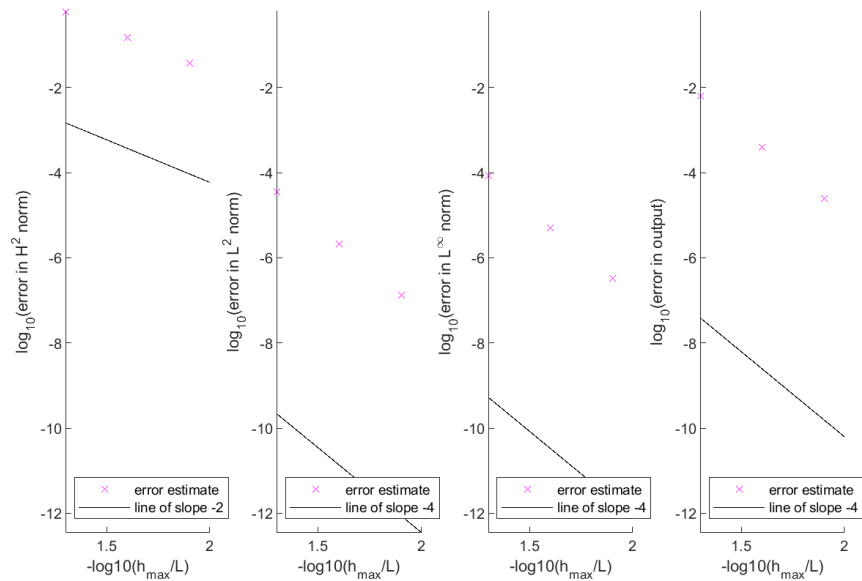 -2
-4
-6
-8
-10
-12
1.5
2
log₁₀(error in H² norm)
-log10(h_max/L)
error estimate
line of slope -2
-2
-4
-6
-8
-10
-12
1.5
2
log₁₀(error in L² norm)
-log10(h_max/L)
error estimate
line of slope -4
-2
-4
-6
-8
-10
-12
1.5
2
log₁₀(error in L^∞ norm)
-log10(h_max/L)
error estimate
line of slope -4
-2
-4
-6
-8
-10
-12
1.5
2
log₁₀(error in output)
-log10(h_max/L)
error estimate
line of slope -4